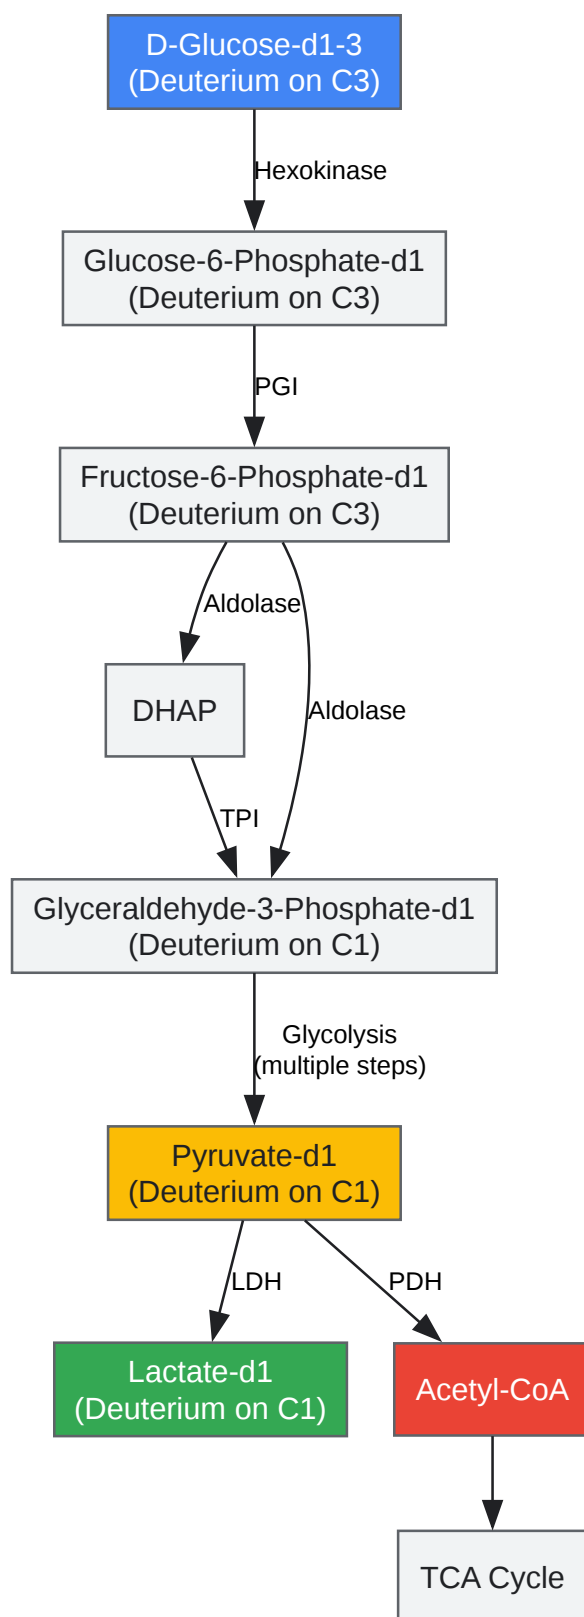 D-Glucose-d1-3
(Deuterium on C3)
Hexokinase
Glucose-6-Phosphate-d1
(Deuterium on C3)
PGI
Fructose-6-Phosphate-d1
(Deuterium on C3)
Aldolase
DHAP
Aldolase
TPI
Glyceraldehyde-3-Phosphate-d1
(Deuterium on C1)
Glycolysis
(multiple steps)
Pyruvate-d1
(Deuterium on C1)
LDH
PDH
Lactate-d1
(Deuterium on C1)
Acetyl-CoA
TCA Cycle